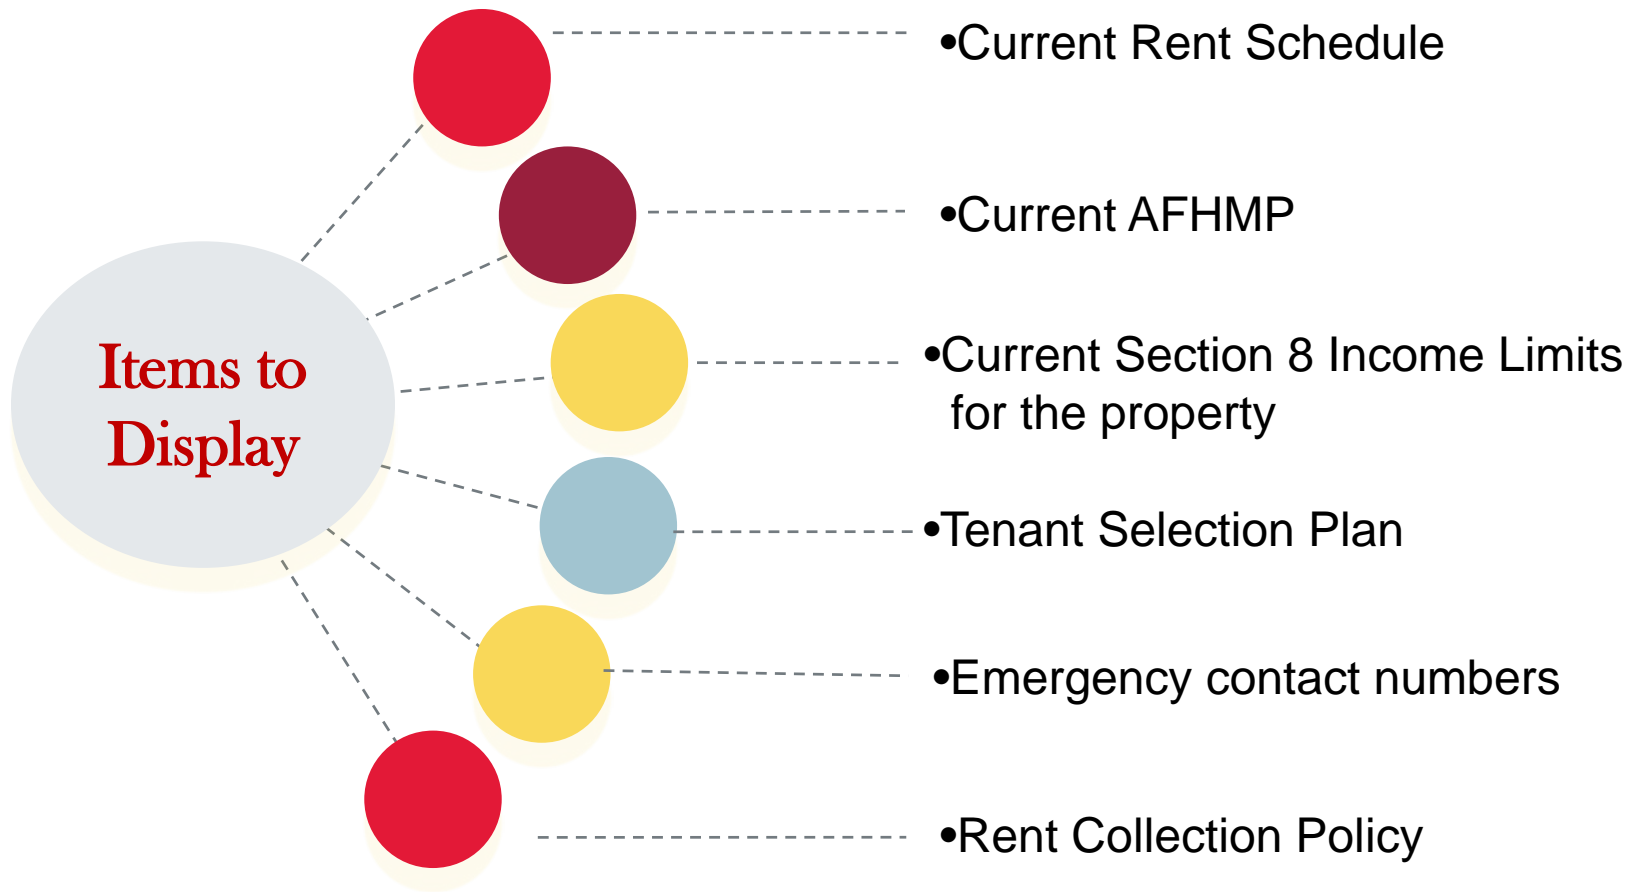 Items to
Display
•Current Rent Schedule
•Current AFHMP
•Current Section 8 Income Limits
for the property
•Tenant Selection Plan
•Emergency contact numbers
•Rent Collection Policy